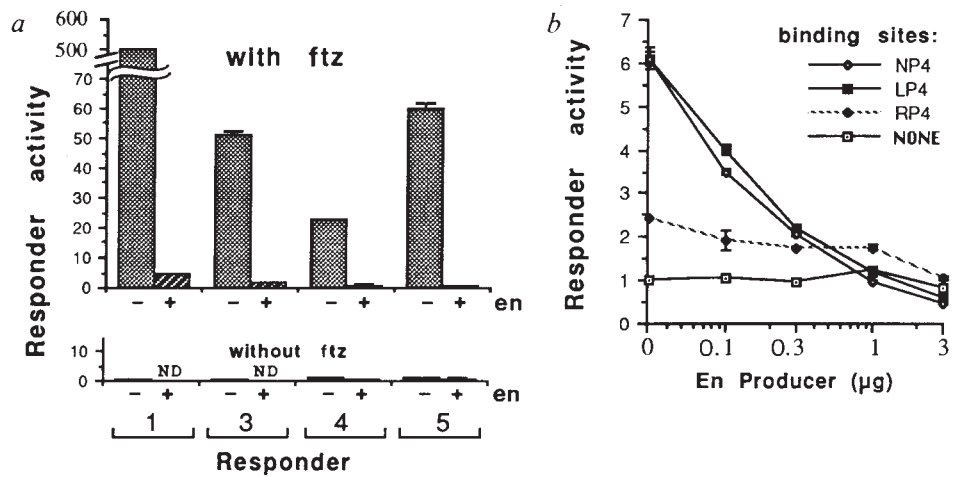 a
with ftz
Responder activity
600
500
70
60
50
40
30
20
10
0
− + − + − + − + en
without ftz
10
0
ND ND
− + − + − + − + en
1 3 4 5
Responder
b
binding sites:
NP4
LP4
RP4
NONE
Responder activity
7
6
5
4
3
2
1
0
0 0.1 0.3 1 3
En Producer (µg)